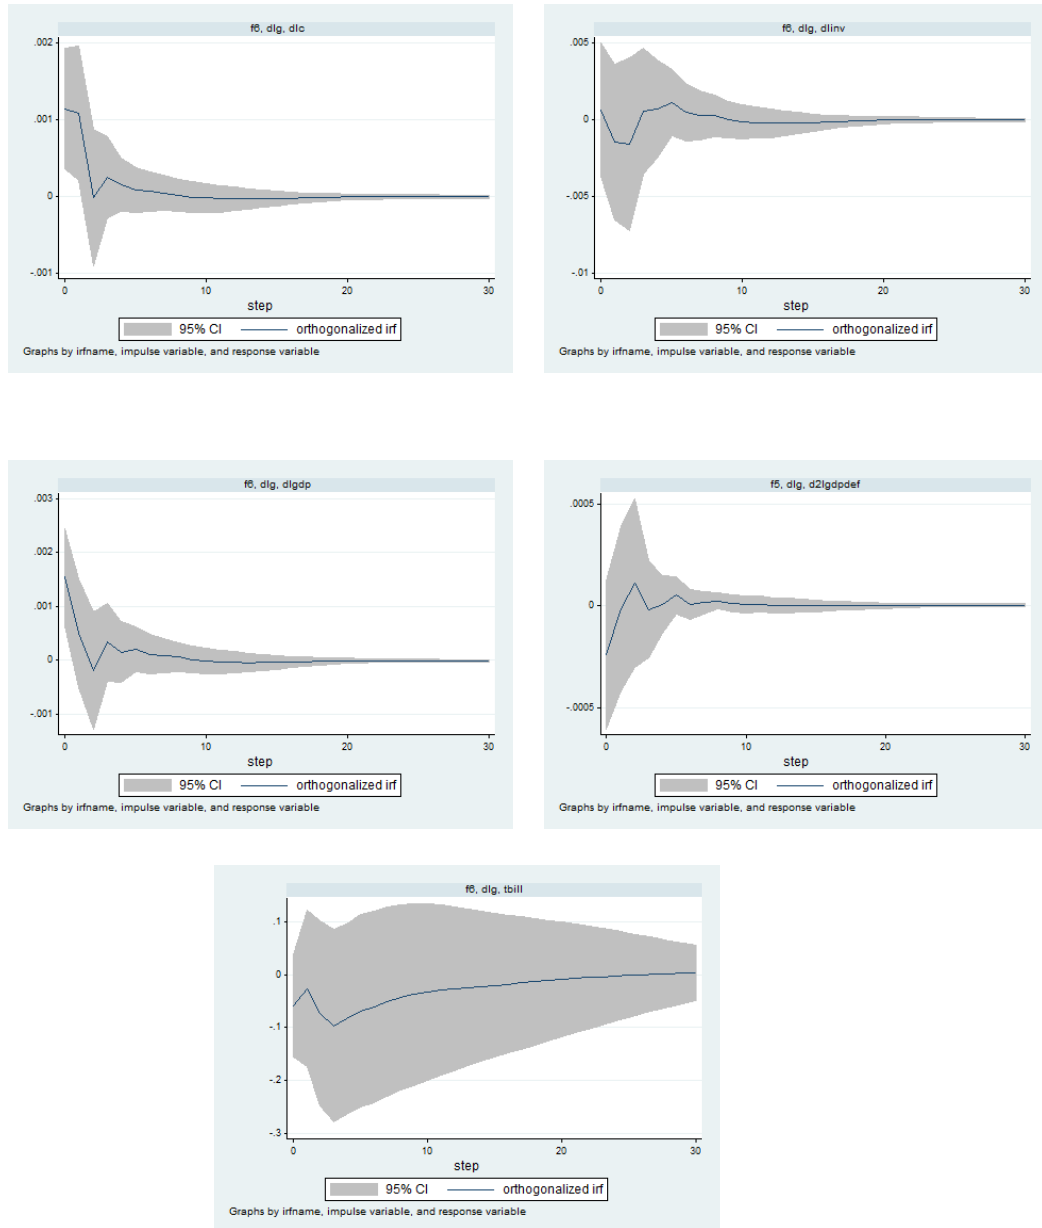 f6, dlg, dlc
.002
.001
0
-.001
0
10
20
30
step
95% CI
orthogonalized irf
Graphs by irfname, impulse variable, and response variable
f6, dlg, dlinv
.005
0
-.005
-.01
0
10
20
30
step
95% CI
orthogonalized irf
Graphs by irfname, impulse variable, and response variable
f6, dlg, dlgdp
.003
.002
.001
0
-.001
0
10
20
30
step
95% CI
orthogonalized irf
Graphs by irfname, impulse variable, and response variable
f5, dlg, d2lgdpdef
.0005
0
-.0005
0
10
20
30
step
95% CI
orthogonalized irf
Graphs by irfname, impulse variable, and response variable
f6, dlg, tbill
.1
0
-.1
-.2
-.3
0
10
20
30
step
95% CI
orthogonalized irf
Graphs by irfname, impulse variable, and response variable